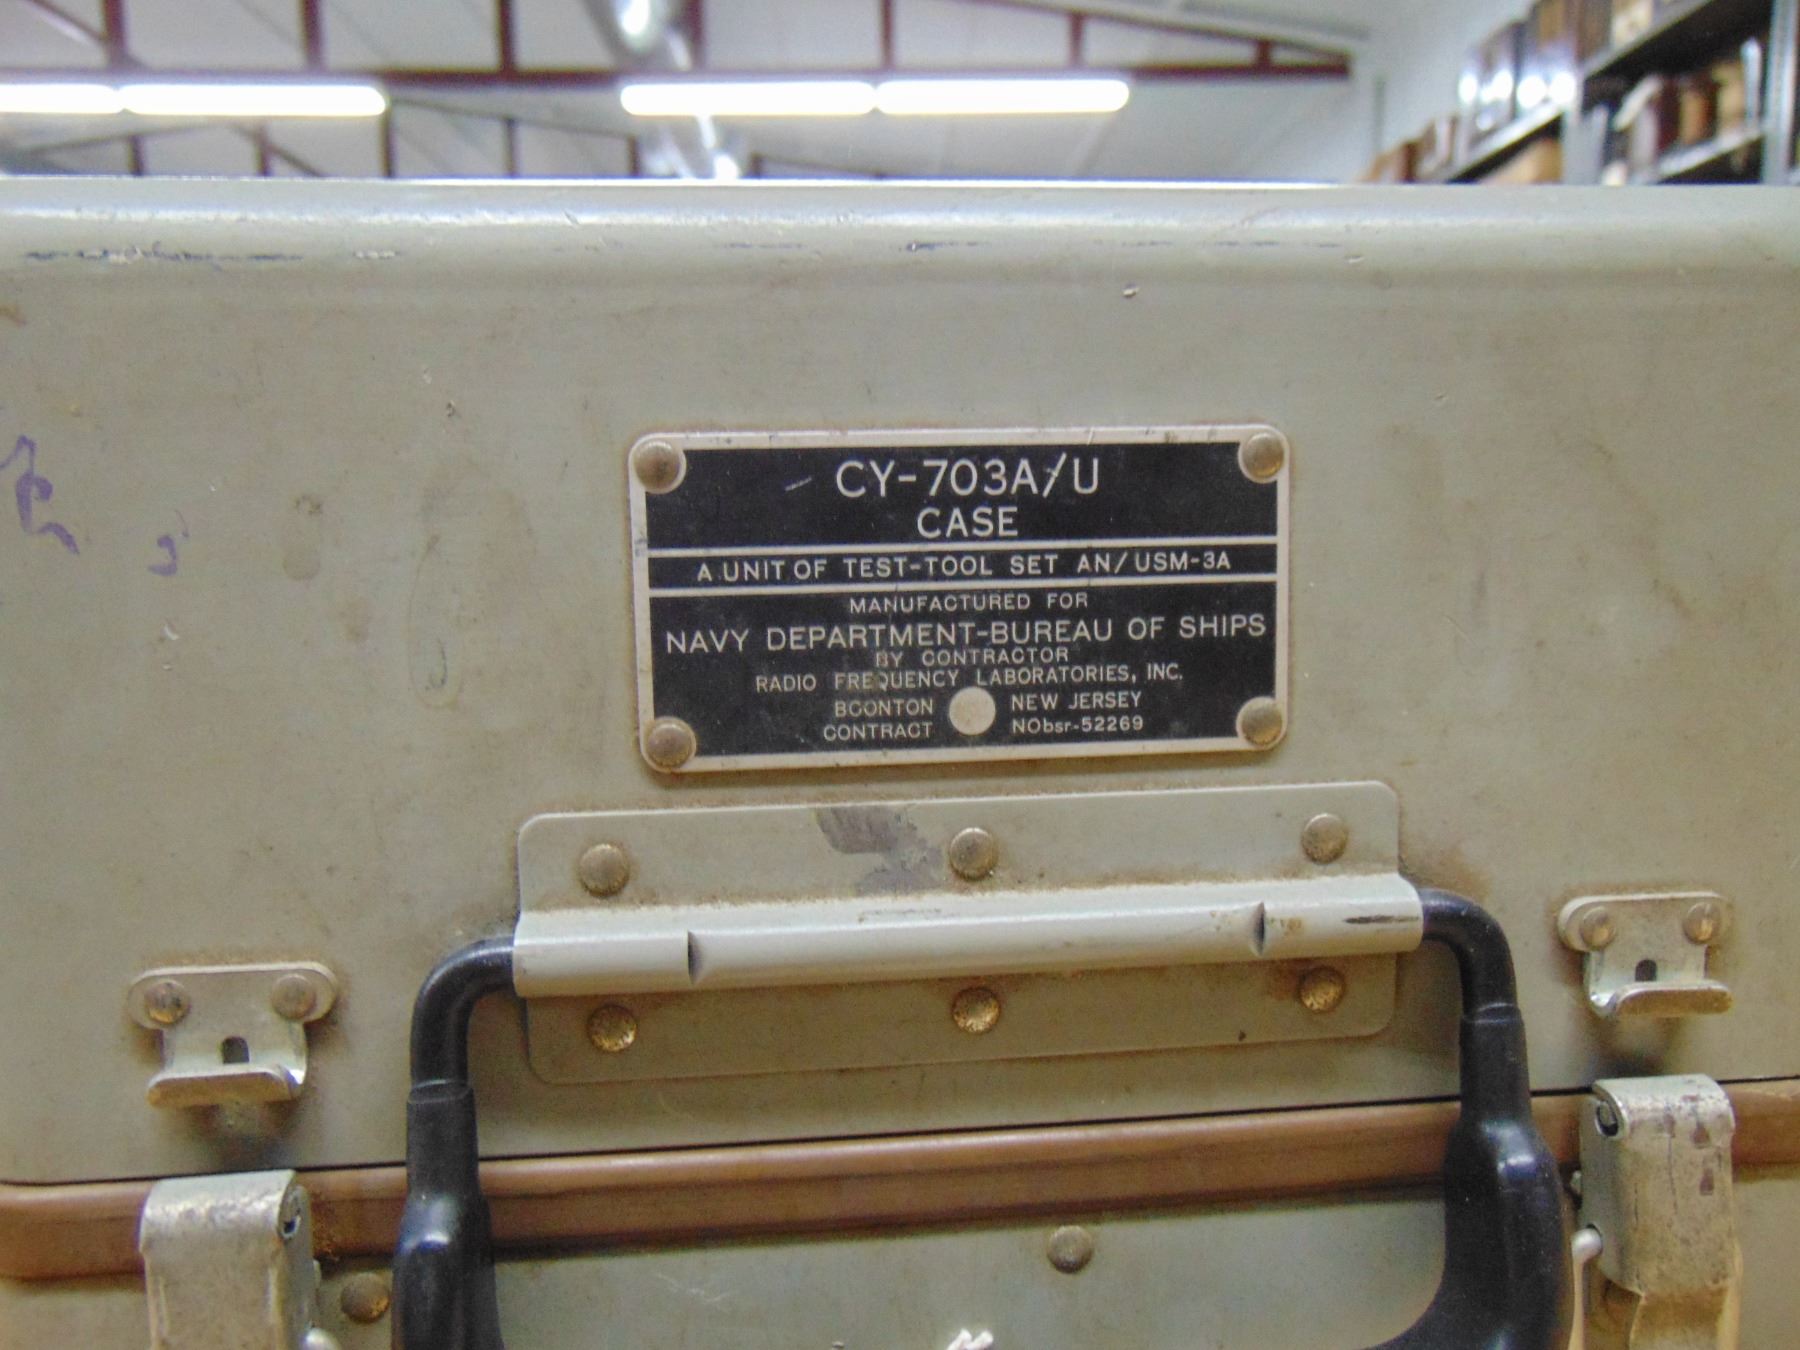 CY-703A/U
CASE
A UNIT OF TEST-TOOL SET AN/USM-3A
MANUFACTURED FOR
NAVY DEPARTMENT-BUREAU OF SHIPS
BY CONTRACTOR
RADIO FREQUENCY LABORATORIES, INC.
BOONTON NEW JERSEY
CONTRACT NObsr-52269